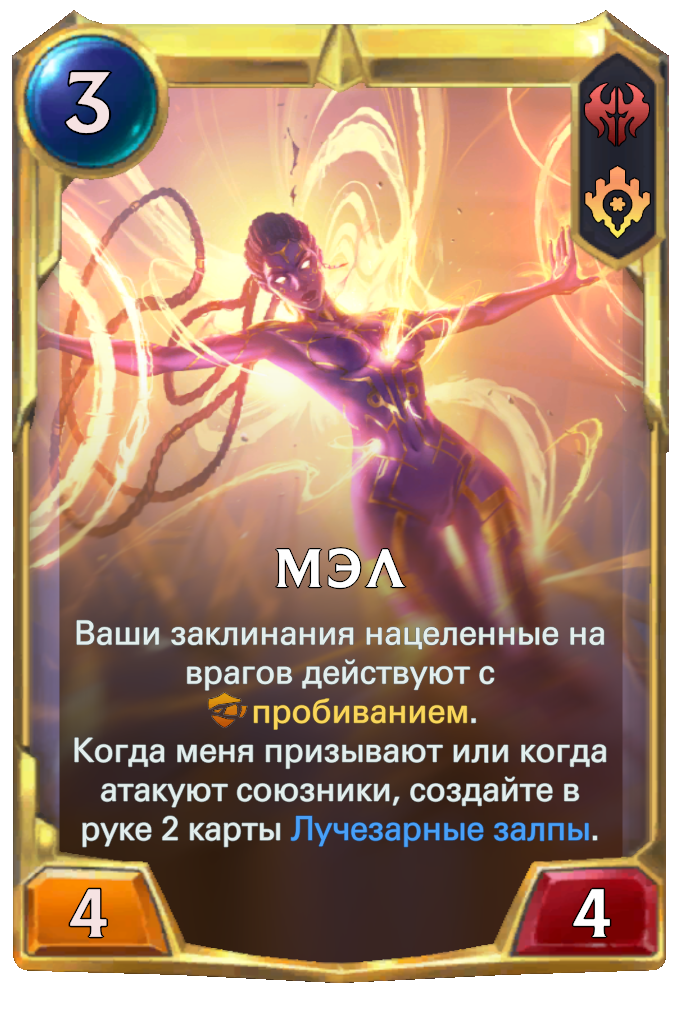 3
МЭЛ
Ваши заклинания нацеленные на
врагов действуют с
пробиванием.
Когда меня призывают или когда
атакуют союзники, создайте в
руке 2 карты Лучезарные залпы.
4
4